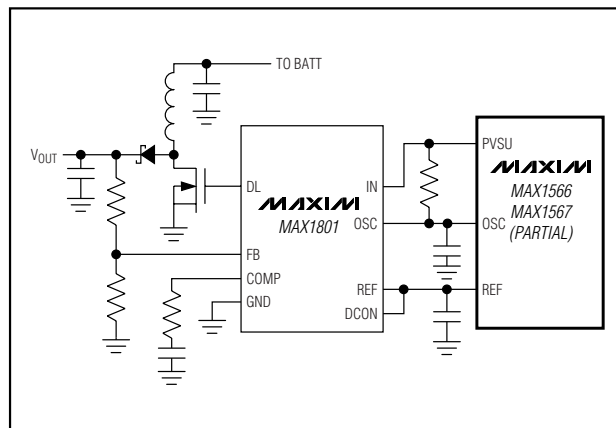 TO BATT
VOUT
DL
FB
COMP
GND
MAXIM
MAX1801
IN
OSC
REF
DCON
PVSU
MAXIM
MAX1566
MAX1567
(PARTIAL)
OSC
REF